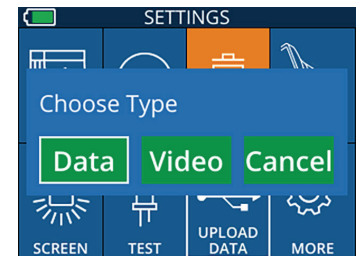 SETTINGS
Choose Type
Data Video Cancel
SCREEN TEST UPLOAD DATA MORE